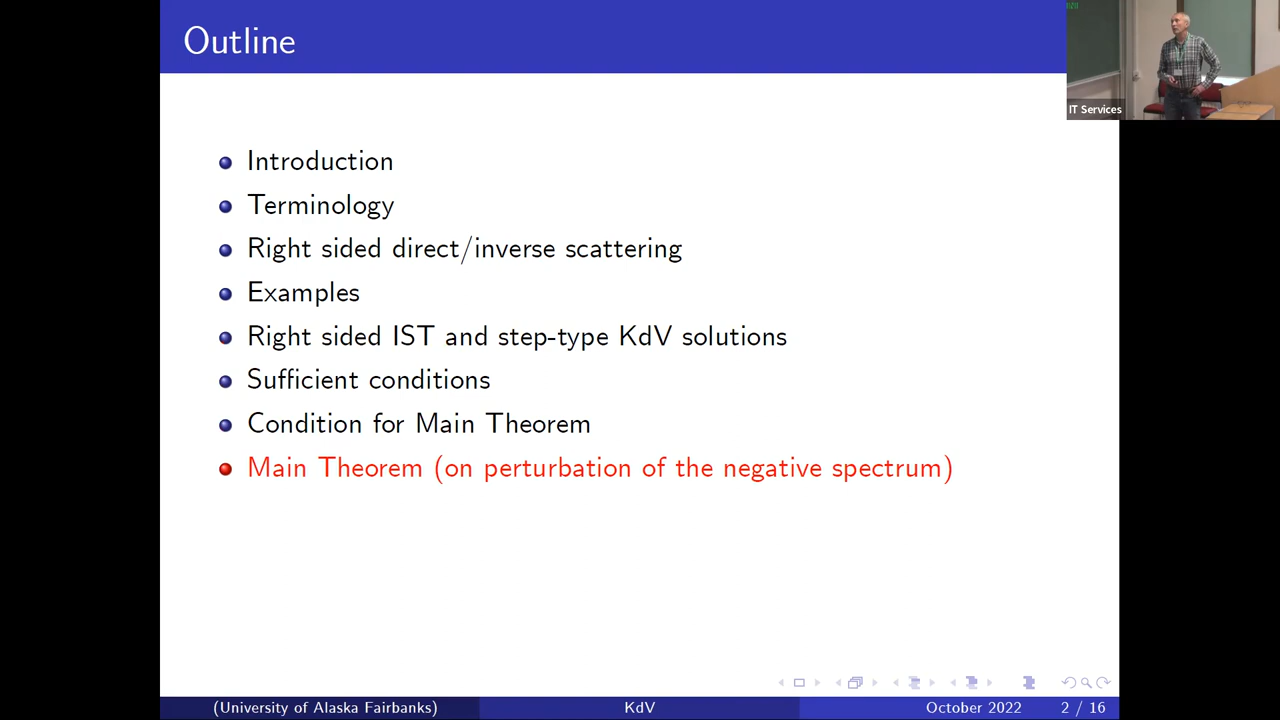 Outline
IT Services
Introduction
Terminology
Right sided direct/inverse scattering
Examples
Right sided IST and step-type KdV solutions
Sufficient conditions
Condition for Main Theorem
Main Theorem (on perturbation of the negative spectrum)
(University of Alaska Fairbanks) KdV October 2022 2 / 16